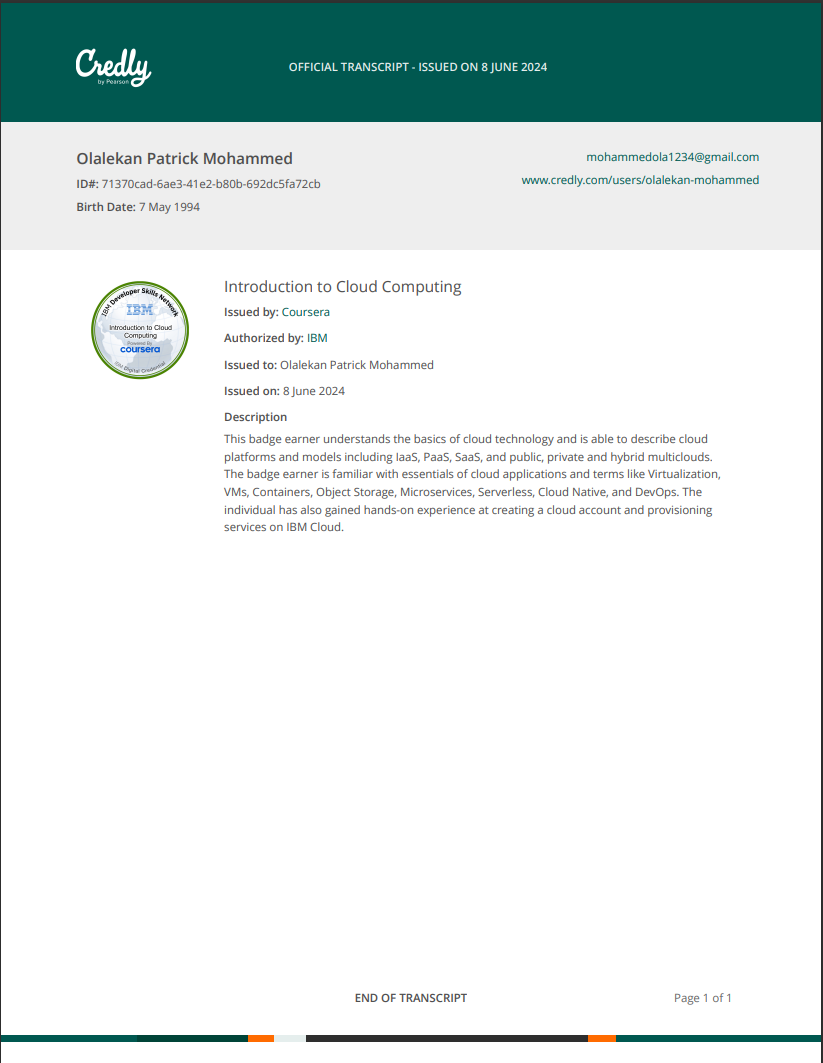 Credly
by Pearson
OFFICIAL TRANSCRIPT - ISSUED ON 8 JUNE 2024
Olalekan Patrick Mohammed
mohammedola1234@gmail.com
ID#: 71370cad-6ae3-41e2-b80b-692dc5fa72cb
www.credly.com/users/olalekan-mohammed
Birth Date: 7 May 1994
IBM Developer Skills Network
IBM
Introduction to Cloud
Computing
Powered By
coursera
IBM Digital Credential
Introduction to Cloud Computing
Issued by: Coursera
Authorized by: IBM
Issued to: Olalekan Patrick Mohammed
Issued on: 8 June 2024
Description
This badge earner understands the basics of cloud technology and is able to describe cloud
platforms and models including IaaS, PaaS, SaaS, and public, private and hybrid multiclouds.
The badge earner is familiar with essentials of cloud applications and terms like Virtualization,
VMs, Containers, Object Storage, Microservices, Serverless, Cloud Native, and DevOps. The
individual has also gained hands-on experience at creating a cloud account and provisioning
services on IBM Cloud.
END OF TRANSCRIPT
Page 1 of 1